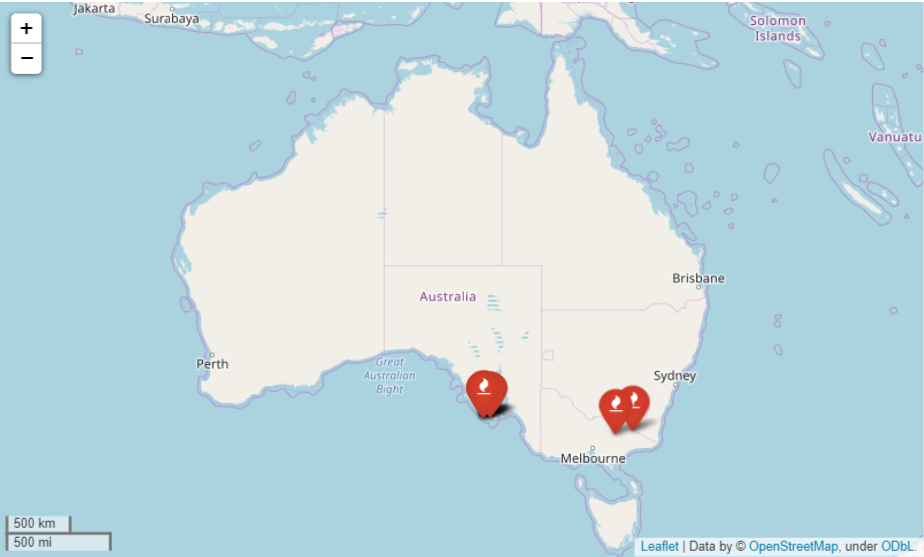 Jakarta
Surabaya
Solomon
Islands
+
−
Vanuatu
Brisbane
Australia
Great
Australian
Bight
Perth
Sydney
Melbourne
500 km
500 mi
Leaflet | Data by © OpenStreetMap, under ODbL.